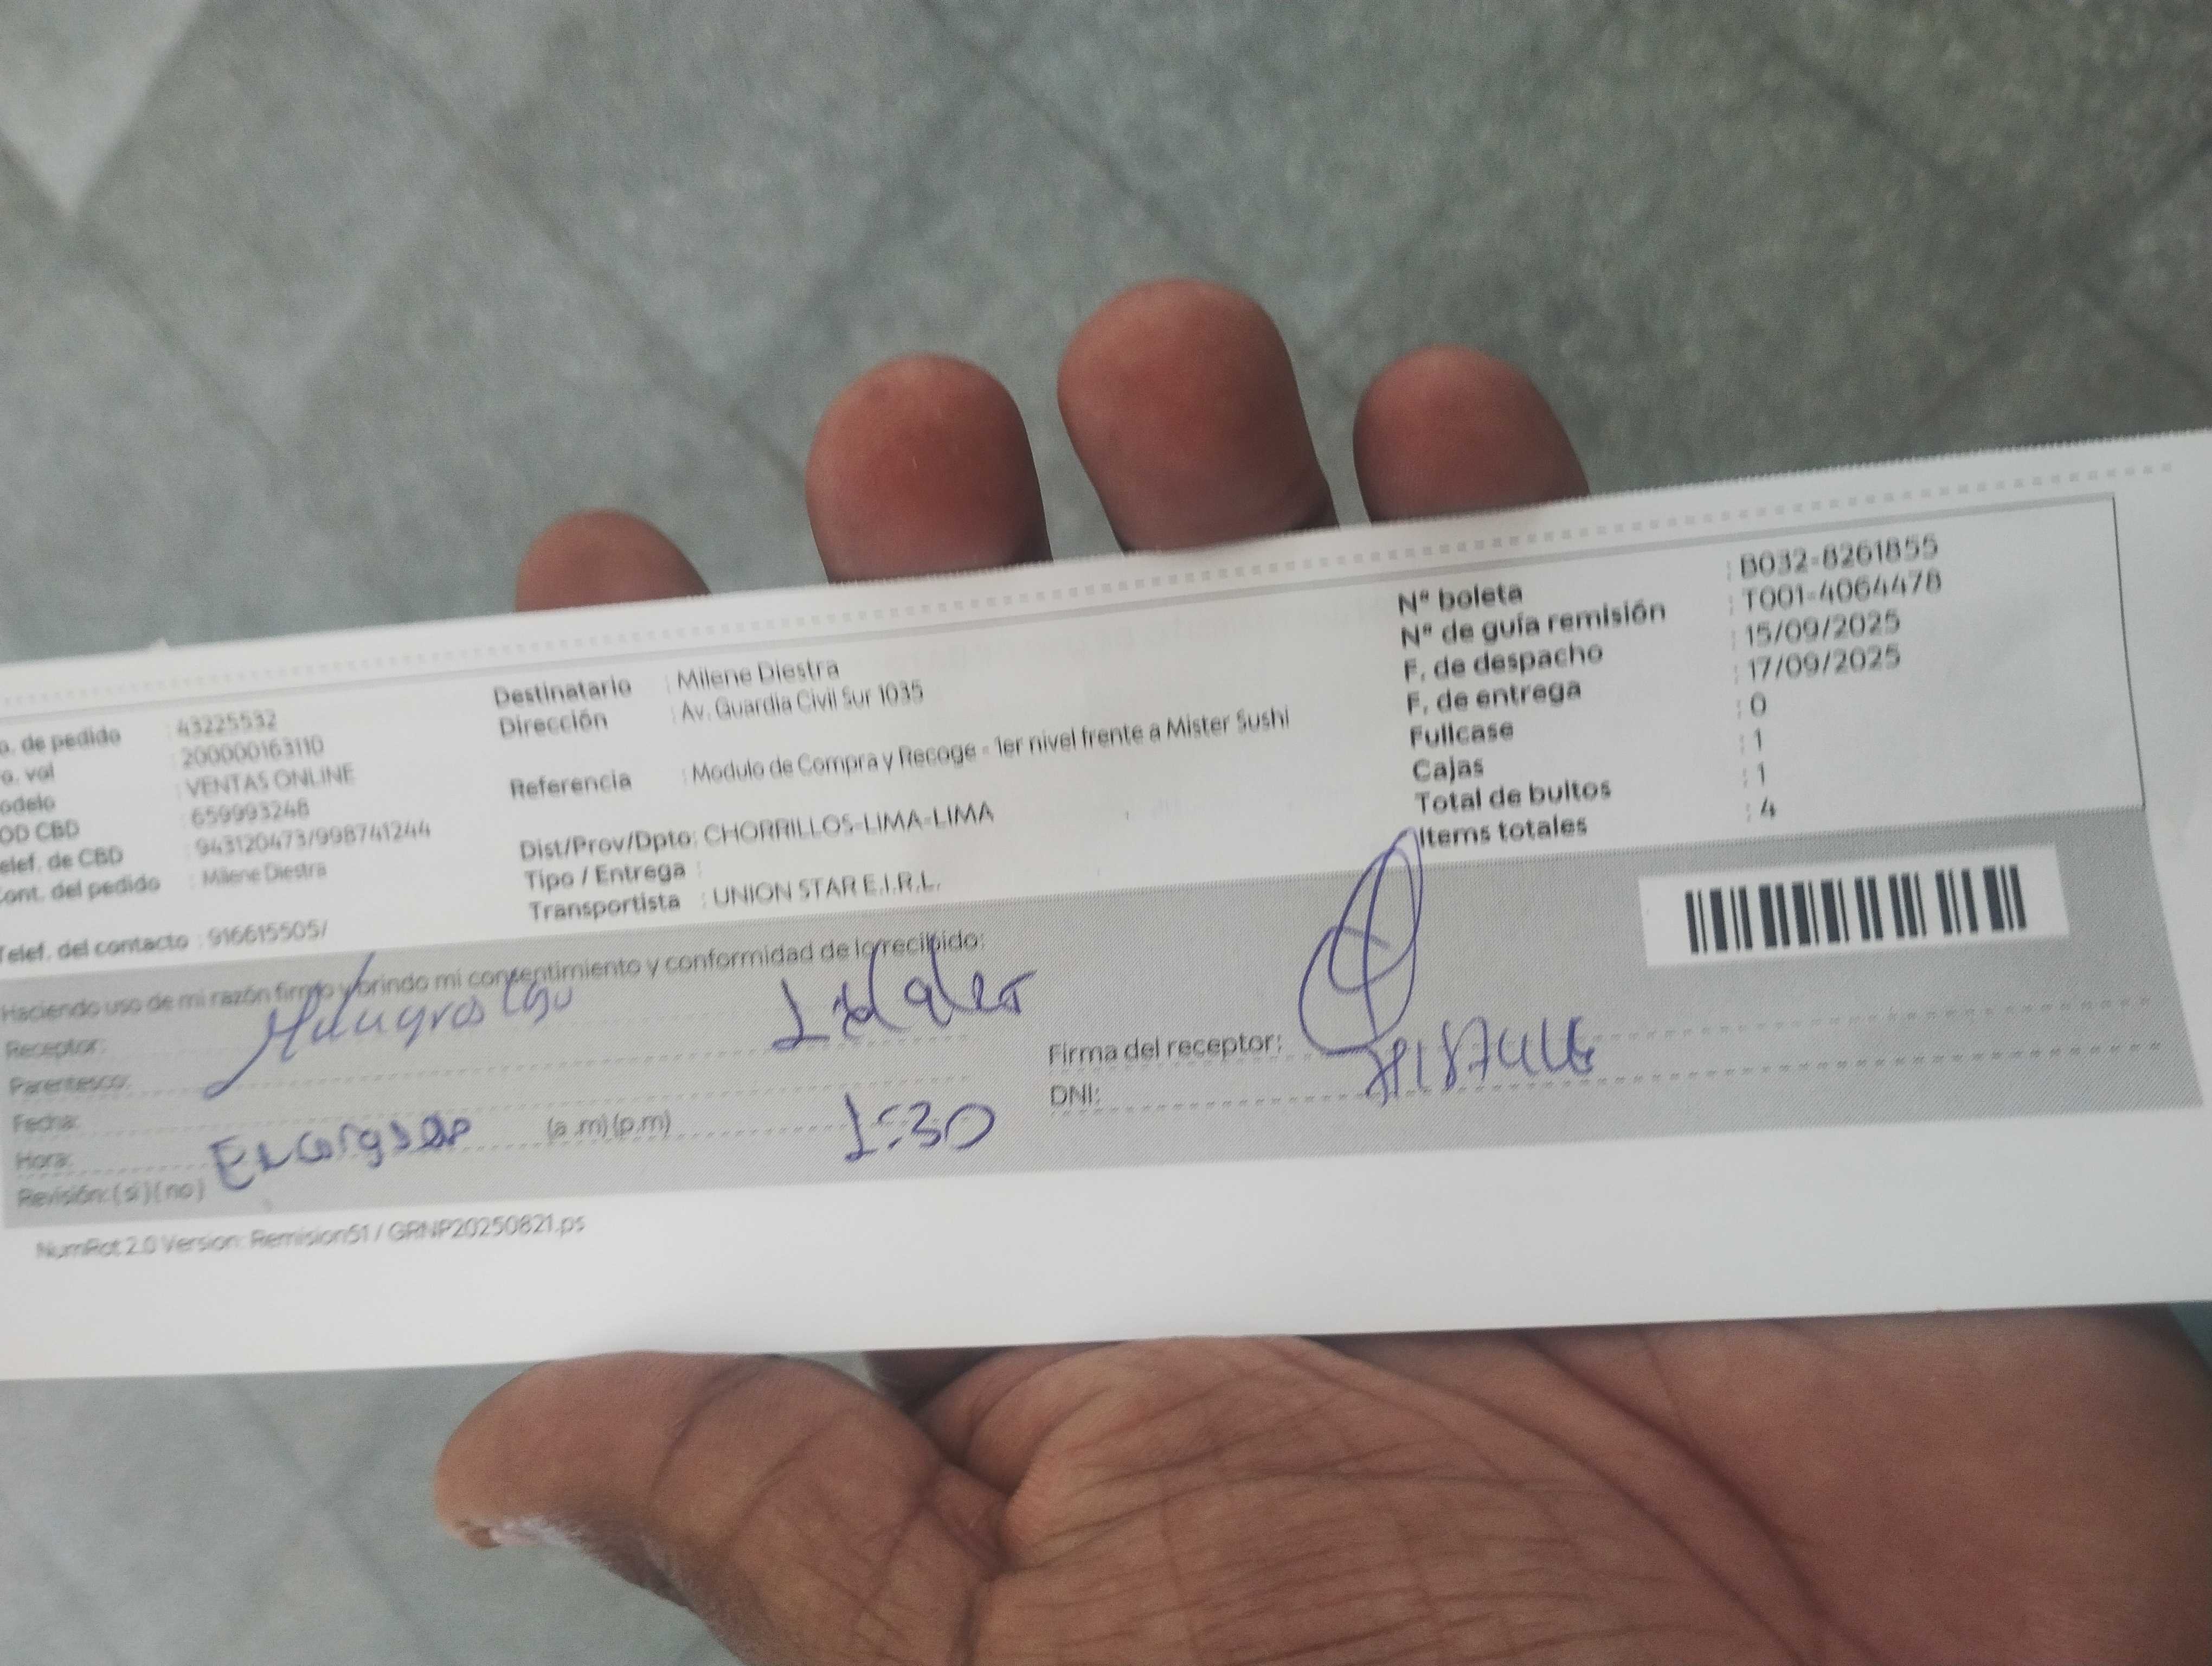 o. de pedido : 43225532
o. vol : 200000163110
odelo : VENTAS ONLINE
OD CBD : 659993248
elef. de CBD : 943120473/998741244
ont. del pedido : Milene Diestra
Telef. del contacto : 916615505/
Destinatario : Milene Diestra
Dirección : Av. Guardia Civil Sur 1035
Referencia : Modulo de Compra y Recoge - 1er nivel frente a Mister Sushi
Dist/Prov/Dpto: CHORRILLOS-LIMA-LIMA
Tipo / Entrega :
Transportista : UNION STAR E.I.R.L.
N° boleta : B032-8261855
N° de guía remisión : T001-4064478
F. de despacho : 15/09/2025
F. de entrega : 17/09/2025
Fullcase : 0
Cajas : 1
Total de bultos : 1
Items totales : 4
Haciendo uso de mi razón firmo y brindo mi consentimiento y conformidad de lo recibido:
Receptor: Milagros
Parentesco:
Fecha:
Hora: (a.m)(p.m) 1:30
Revisión: (si)(no)
Firma del receptor:
DNI:
NumRot 2.0 Version: Remision51 / GRNP20250821.ps